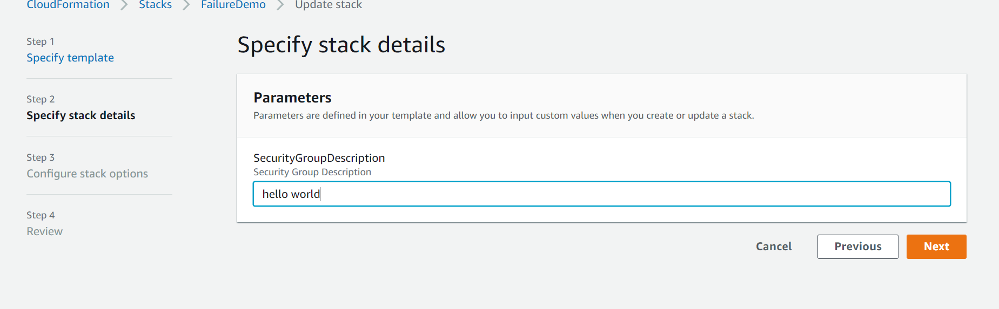 CloudFormation > Stacks > FailureDemo > Update stack
Step 1
Specify template
Step 2
Specify stack details
Step 3
Configure stack options
Step 4
Review
Specify stack details
Parameters
Parameters are defined in your template and allow you to input custom values when you create or update a stack.
SecurityGroupDescription
Security Group Description
hello world
Cancel Previous Next